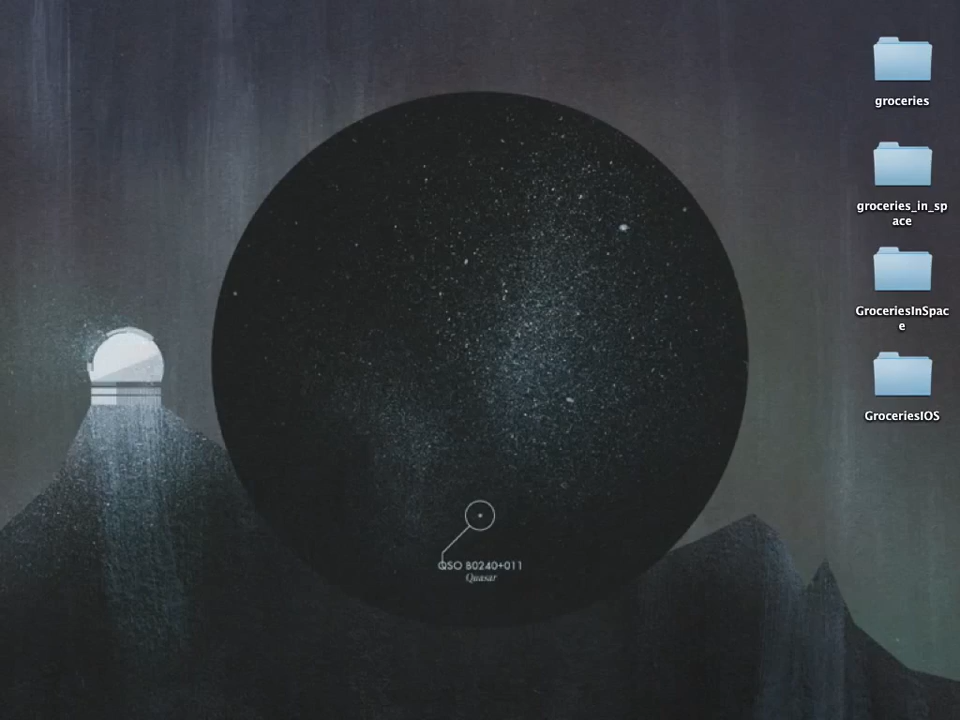 groceries
groceries_in_sp
ace
GroceriesInSpac
e
GroceriesIOS
QSO B0240+011
Quasar